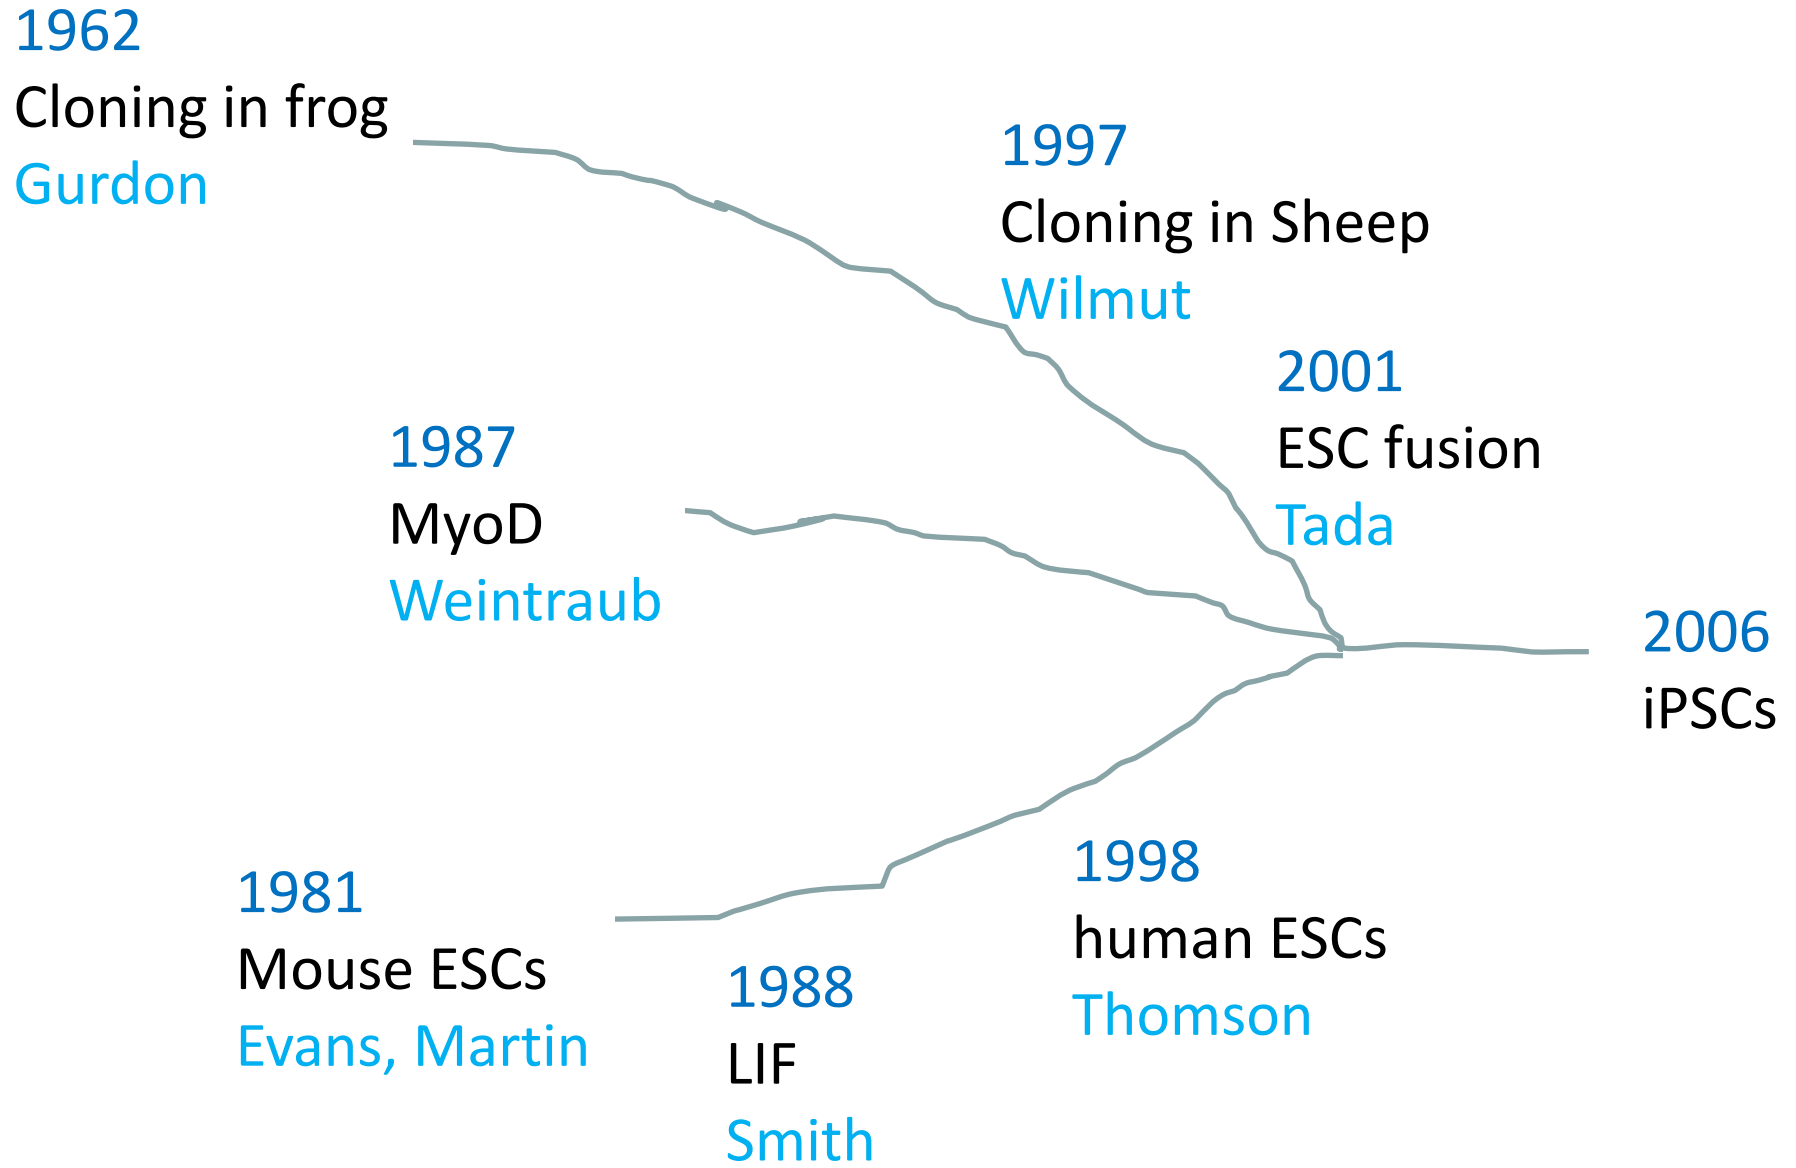 1962
Cloning in frog
Gurdon
1997
Cloning in Sheep
Wilmut
2001
ESC fusion
Tada
1987
MyoD
Weintraub
2006
iPSCs
1981
Mouse ESCs
Evans, Martin
1988
LIF
Smith
1998
human ESCs
Thomson